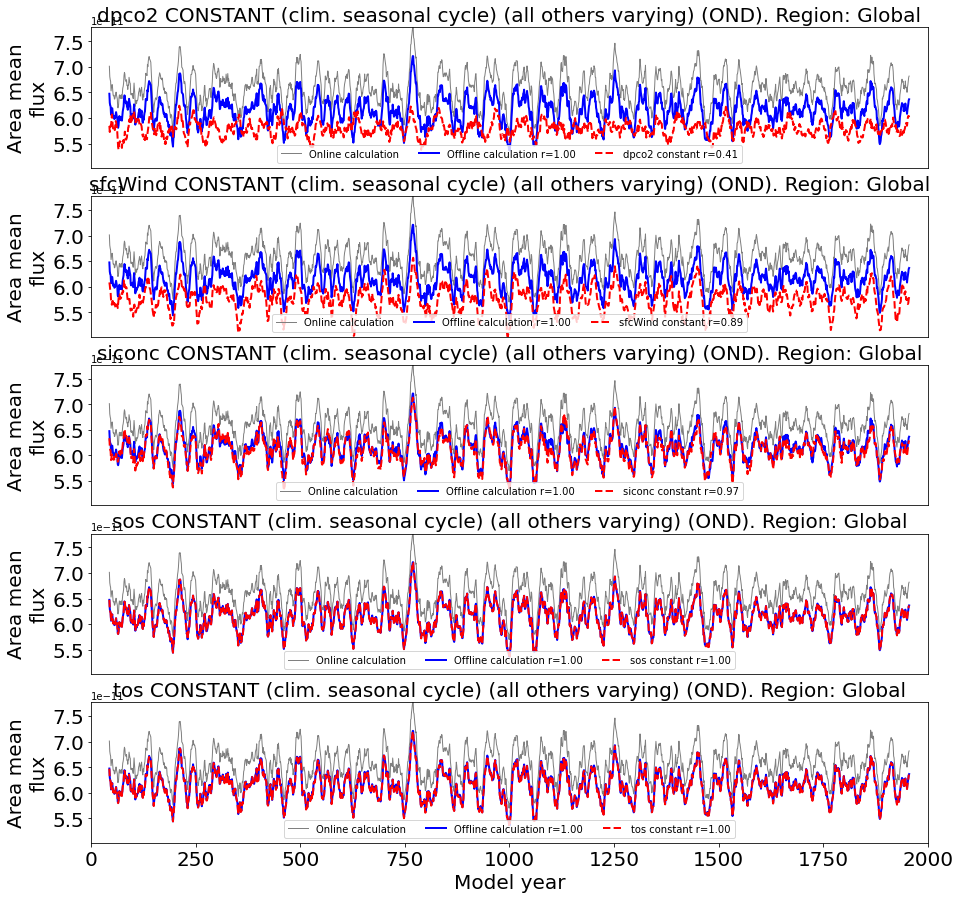 dpco2 CONSTANT (clim. seasonal cycle) (all others varying) (OND). Region: Global
1e−11
7.5
7.0
6.5
6.0
5.5
Area mean
flux
Online calculation
Offline calculation r=1.00
dpco2 constant r=0.41
sfcWind CONSTANT (clim. seasonal cycle) (all others varying) (OND). Region: Global
1e−11
7.5
7.0
6.5
6.0
5.5
Area mean
flux
Online calculation
Offline calculation r=1.00
sfcWind constant r=0.89
siconc CONSTANT (clim. seasonal cycle) (all others varying) (OND). Region: Global
1e−11
7.5
7.0
6.5
6.0
5.5
Area mean
flux
Online calculation
Offline calculation r=1.00
siconc constant r=0.97
sos CONSTANT (clim. seasonal cycle) (all others varying) (OND). Region: Global
1e−11
7.5
7.0
6.5
6.0
5.5
Area mean
flux
Online calculation
Offline calculation r=1.00
sos constant r=1.00
tos CONSTANT (clim. seasonal cycle) (all others varying) (OND). Region: Global
1e−11
7.5
7.0
6.5
6.0
5.5
Area mean
flux
Online calculation
Offline calculation r=1.00
tos constant r=1.00
0 250 500 750 1000 1250 1500 1750 2000
Model year